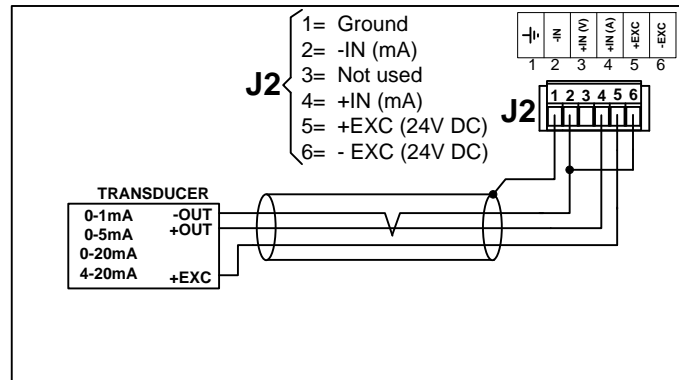 1= Ground
2= -IN (mA)
3= Not used
4= +IN (mA)
5= +EXC (24V DC)
6= - EXC (24V DC)
J2
-IN
+IN (V)
+IN (A)
+EXC
-EXC
1 2 3 4 5 6
J2
1 2 3 4 5 6
TRANSDUCER
0-1mA -OUT
0-5mA +OUT
0-20mA
4-20mA +EXC